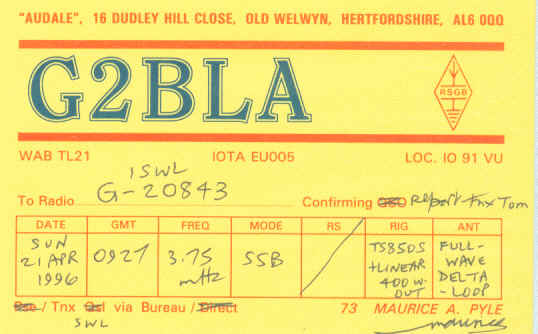 "AUDALE", 16 DUDLEY HILL CLOSE, OLD WELWYN, HERTFORDSHIRE, AL6 0QQ
G2BLA
RSGB
WAB TL21 IOTA EU005 LOC. IO 91 VU
ISWL
To Radio G-20843 Confirming QSO Report Tnx Tom
DATE GMT FREQ MODE RS RIG ANT
SUN 21 APR 1996 0927 3.75 mHz SSB / TS850S +LINEAR 400 W. OUT FULL-WAVE DELTA-LOOP
Pse / Tnx Qsl via Bureau / Direct 73 MAURICE A. PYLE
SWL Maurice